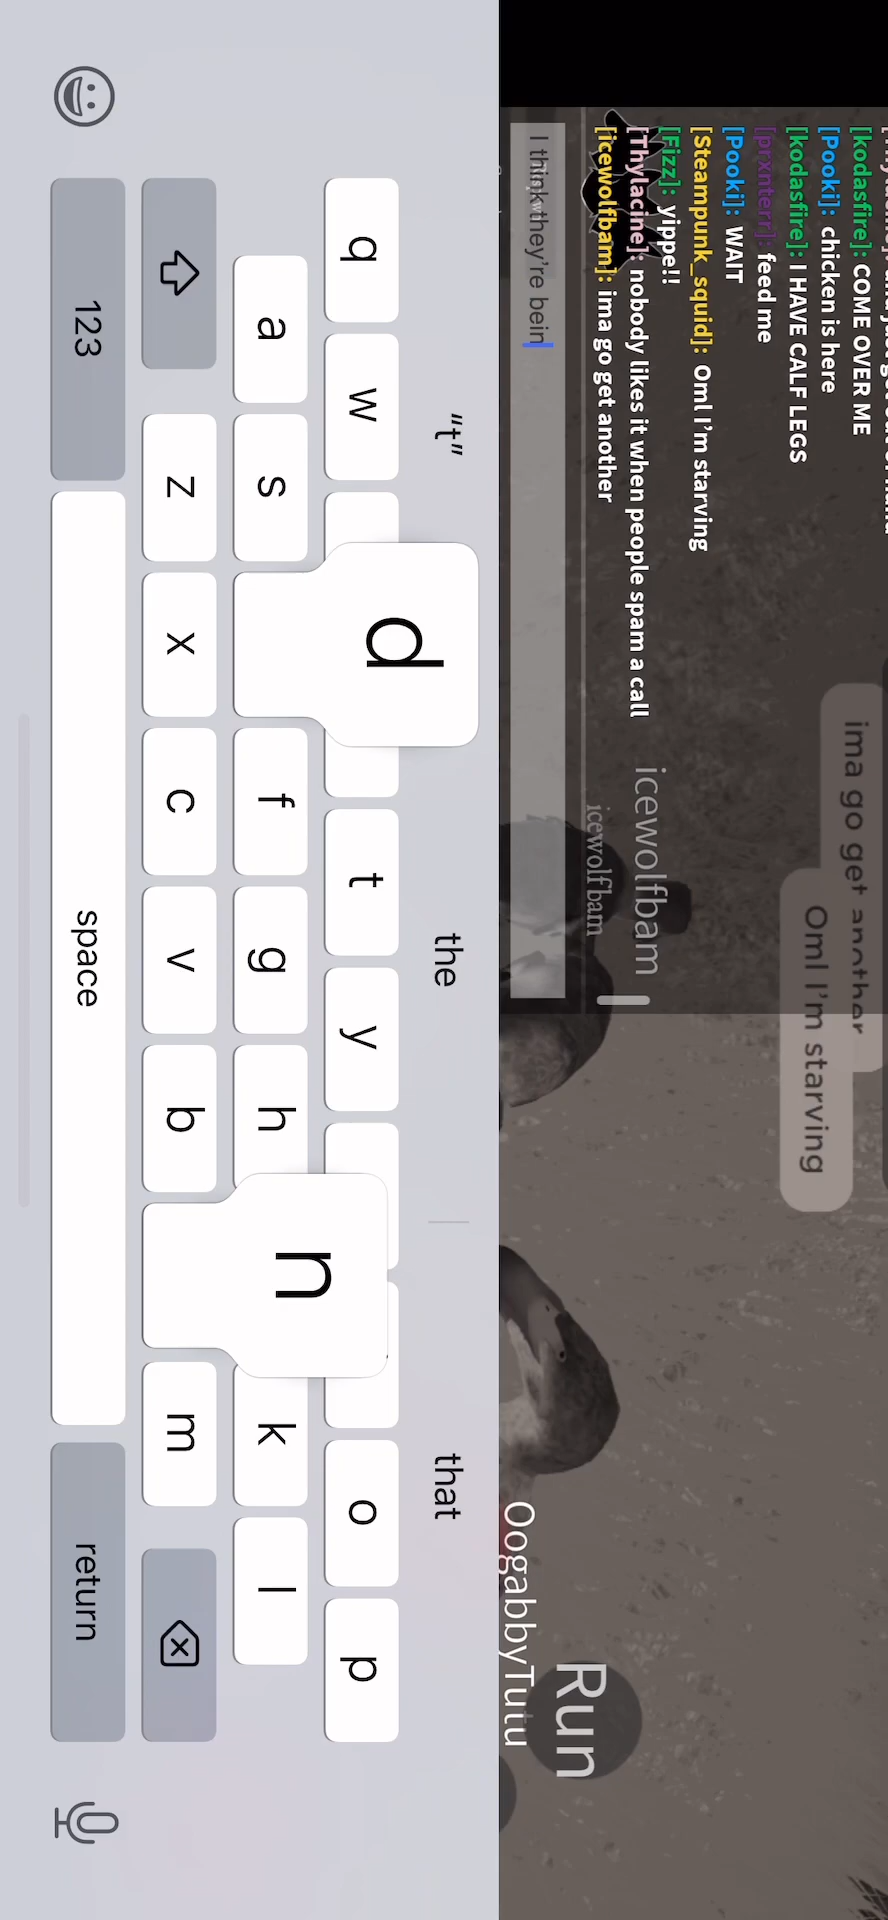 [kodasfire]: COME OVER ME
[Pooki]: chicken is here
[kodasfire]: I HAVE CALF LEGS
[prxnterr]: feed me
[Pooki]: WAIT
[Steampunk_squid]: Oml I'm starving
[Fizz]: yippe!!
[Thylacine]: nobody likes it when people spam a call
[icewolfbam]: ima go get another
I think they're bein
ima go get another
Oml I'm starving
icewolfbam
icewolfbam
Run
OogabbyTutu
"t" the that
q w t y o p
a s d f g h k l
z x c v b n m
123 space return